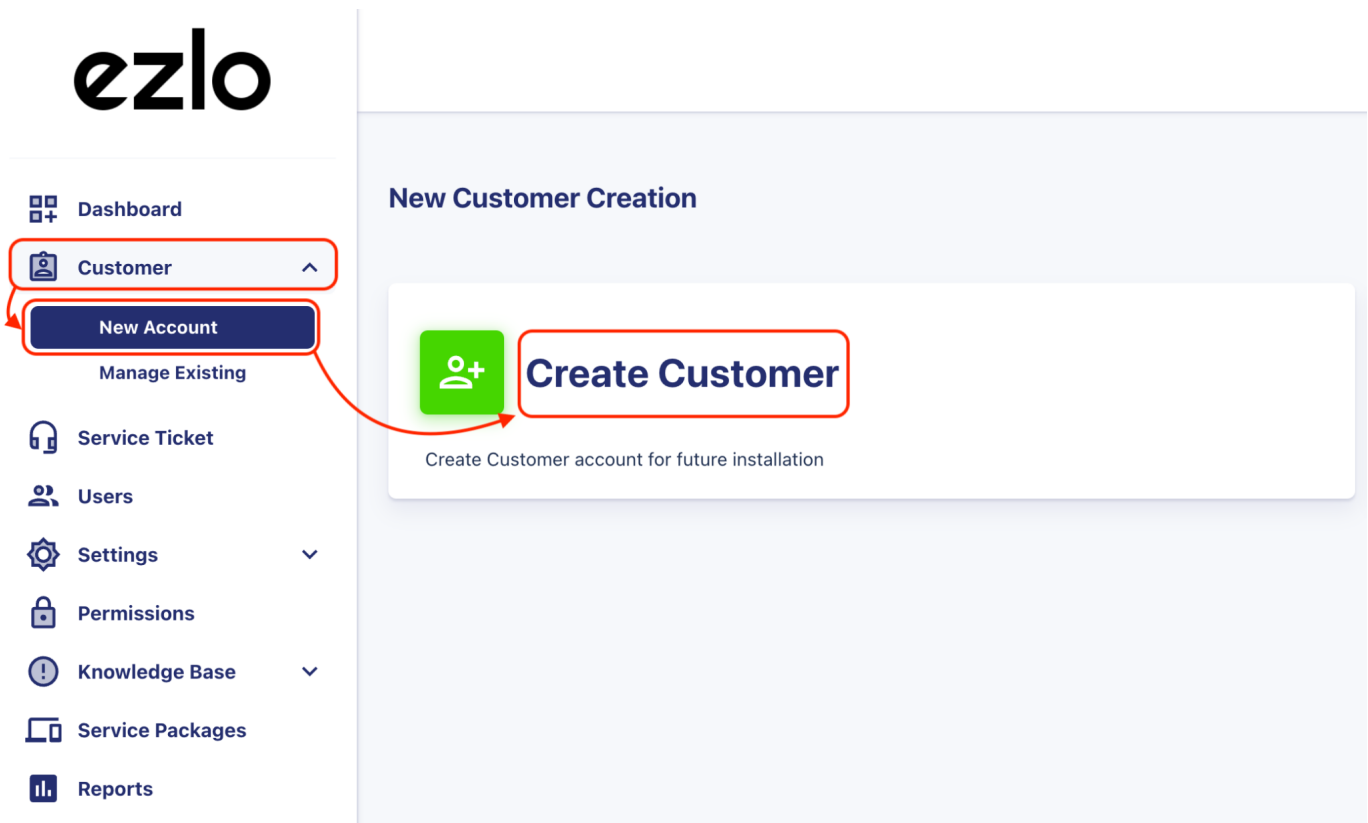 ezlo
Dashboard
Customer
New Account
Manage Existing
Service Ticket
Users
Settings
Permissions
Knowledge Base
Service Packages
Reports
New Customer Creation
Create Customer
Create Customer account for future installation